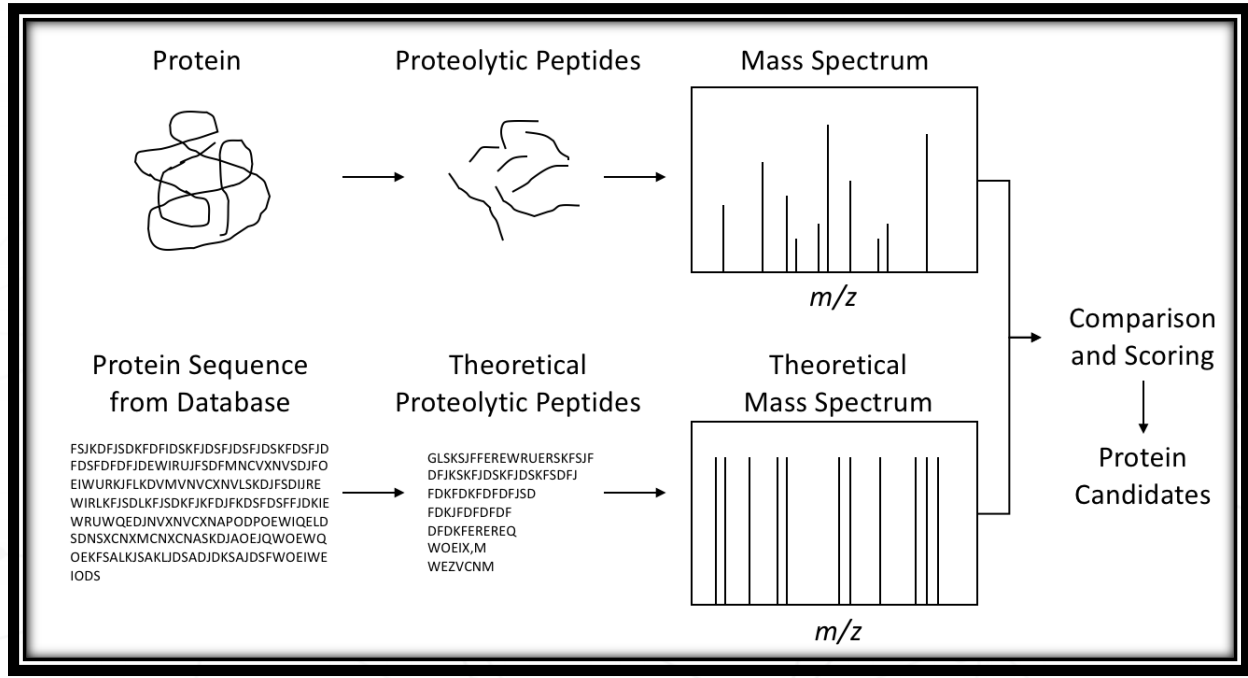 Protein
Proteolytic Peptides
Mass Spectrum
m/z
Comparison
and Scoring
Protein
Candidates
Protein Sequence
from Database
FSJKDFJSDKFDFIDSKFJDSFJDSFJDSKFDSFJD
FDSFDFDFJDEWIRUJFSDFMNCVXNVSDJFO
EIWURKJFLKDVMVNVCXNVLSKDJFSDIJRE
WIRLKFJSDLKFJSDKFJKFDJFKDSFDSFFJDKIE
WRUWQEDJNVXNVCXNAPODPOEWIQELD
SDNSXCNXMCNXCNASKDJAOEJQWOEWQ
OEKFSALKJSAKLJDSADJDKSAJDSFWOEIWE
IODS
Theoretical
Proteolytic Peptides
GLSKSJFFEREWRUERSKFSJF
DFJKSKFJDSKFJDSKFSDFJ
FDKFDKFDFDFJSD
FDKJFDFDFDF
DFDKFEREREQ
WOEIX,M
WEZVCNM
Theoretical
Mass Spectrum
m/z